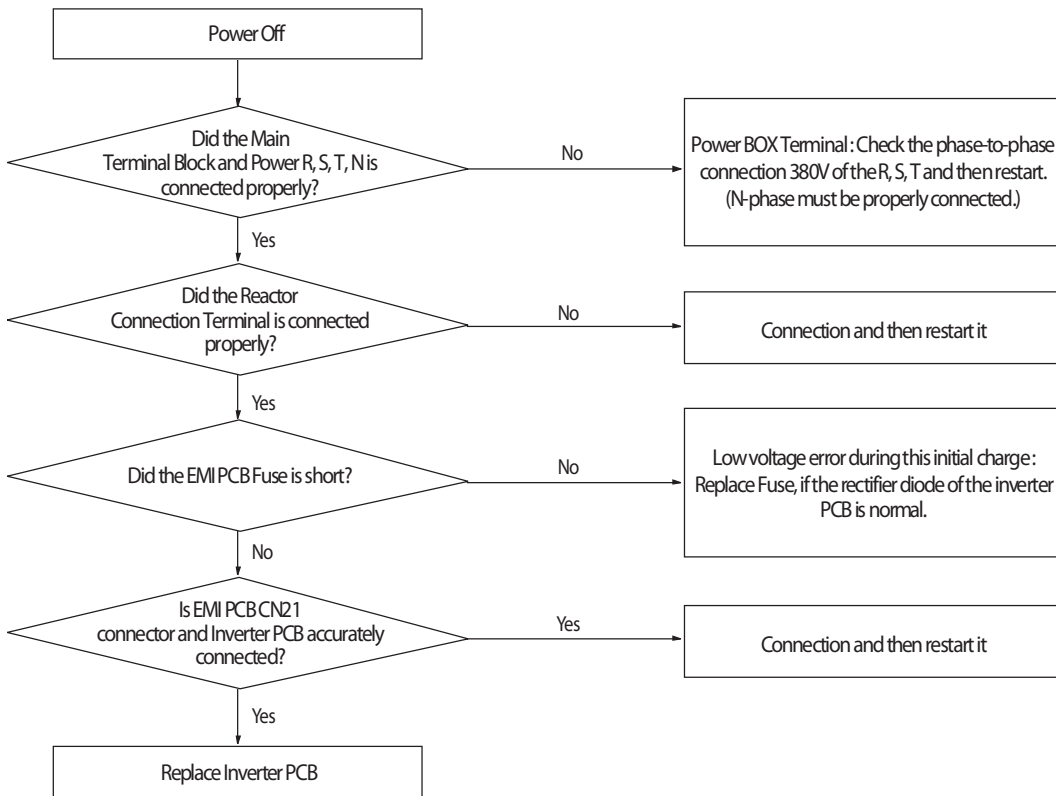 Power Off
Did the Main
Terminal Block and Power R, S, T, N is
connected properly?
No
Power BOX Terminal : Check the phase-to-phase
connection 380V of the R, S, T and then restart.
(N-phase must be properly connected.)
Yes
Did the Reactor
Connection Terminal is connected
properly?
No
Connection and then restart it
Yes
Did the EMI PCB Fuse is short?
No
Low voltage error during this initial charge :
Replace Fuse, if the rectifier diode of the inverter
PCB is normal.
No
Is EMI PCB CN21
connector and Inverter PCB accurately
connected?
Yes
Connection and then restart it
Yes
Replace Inverter PCB